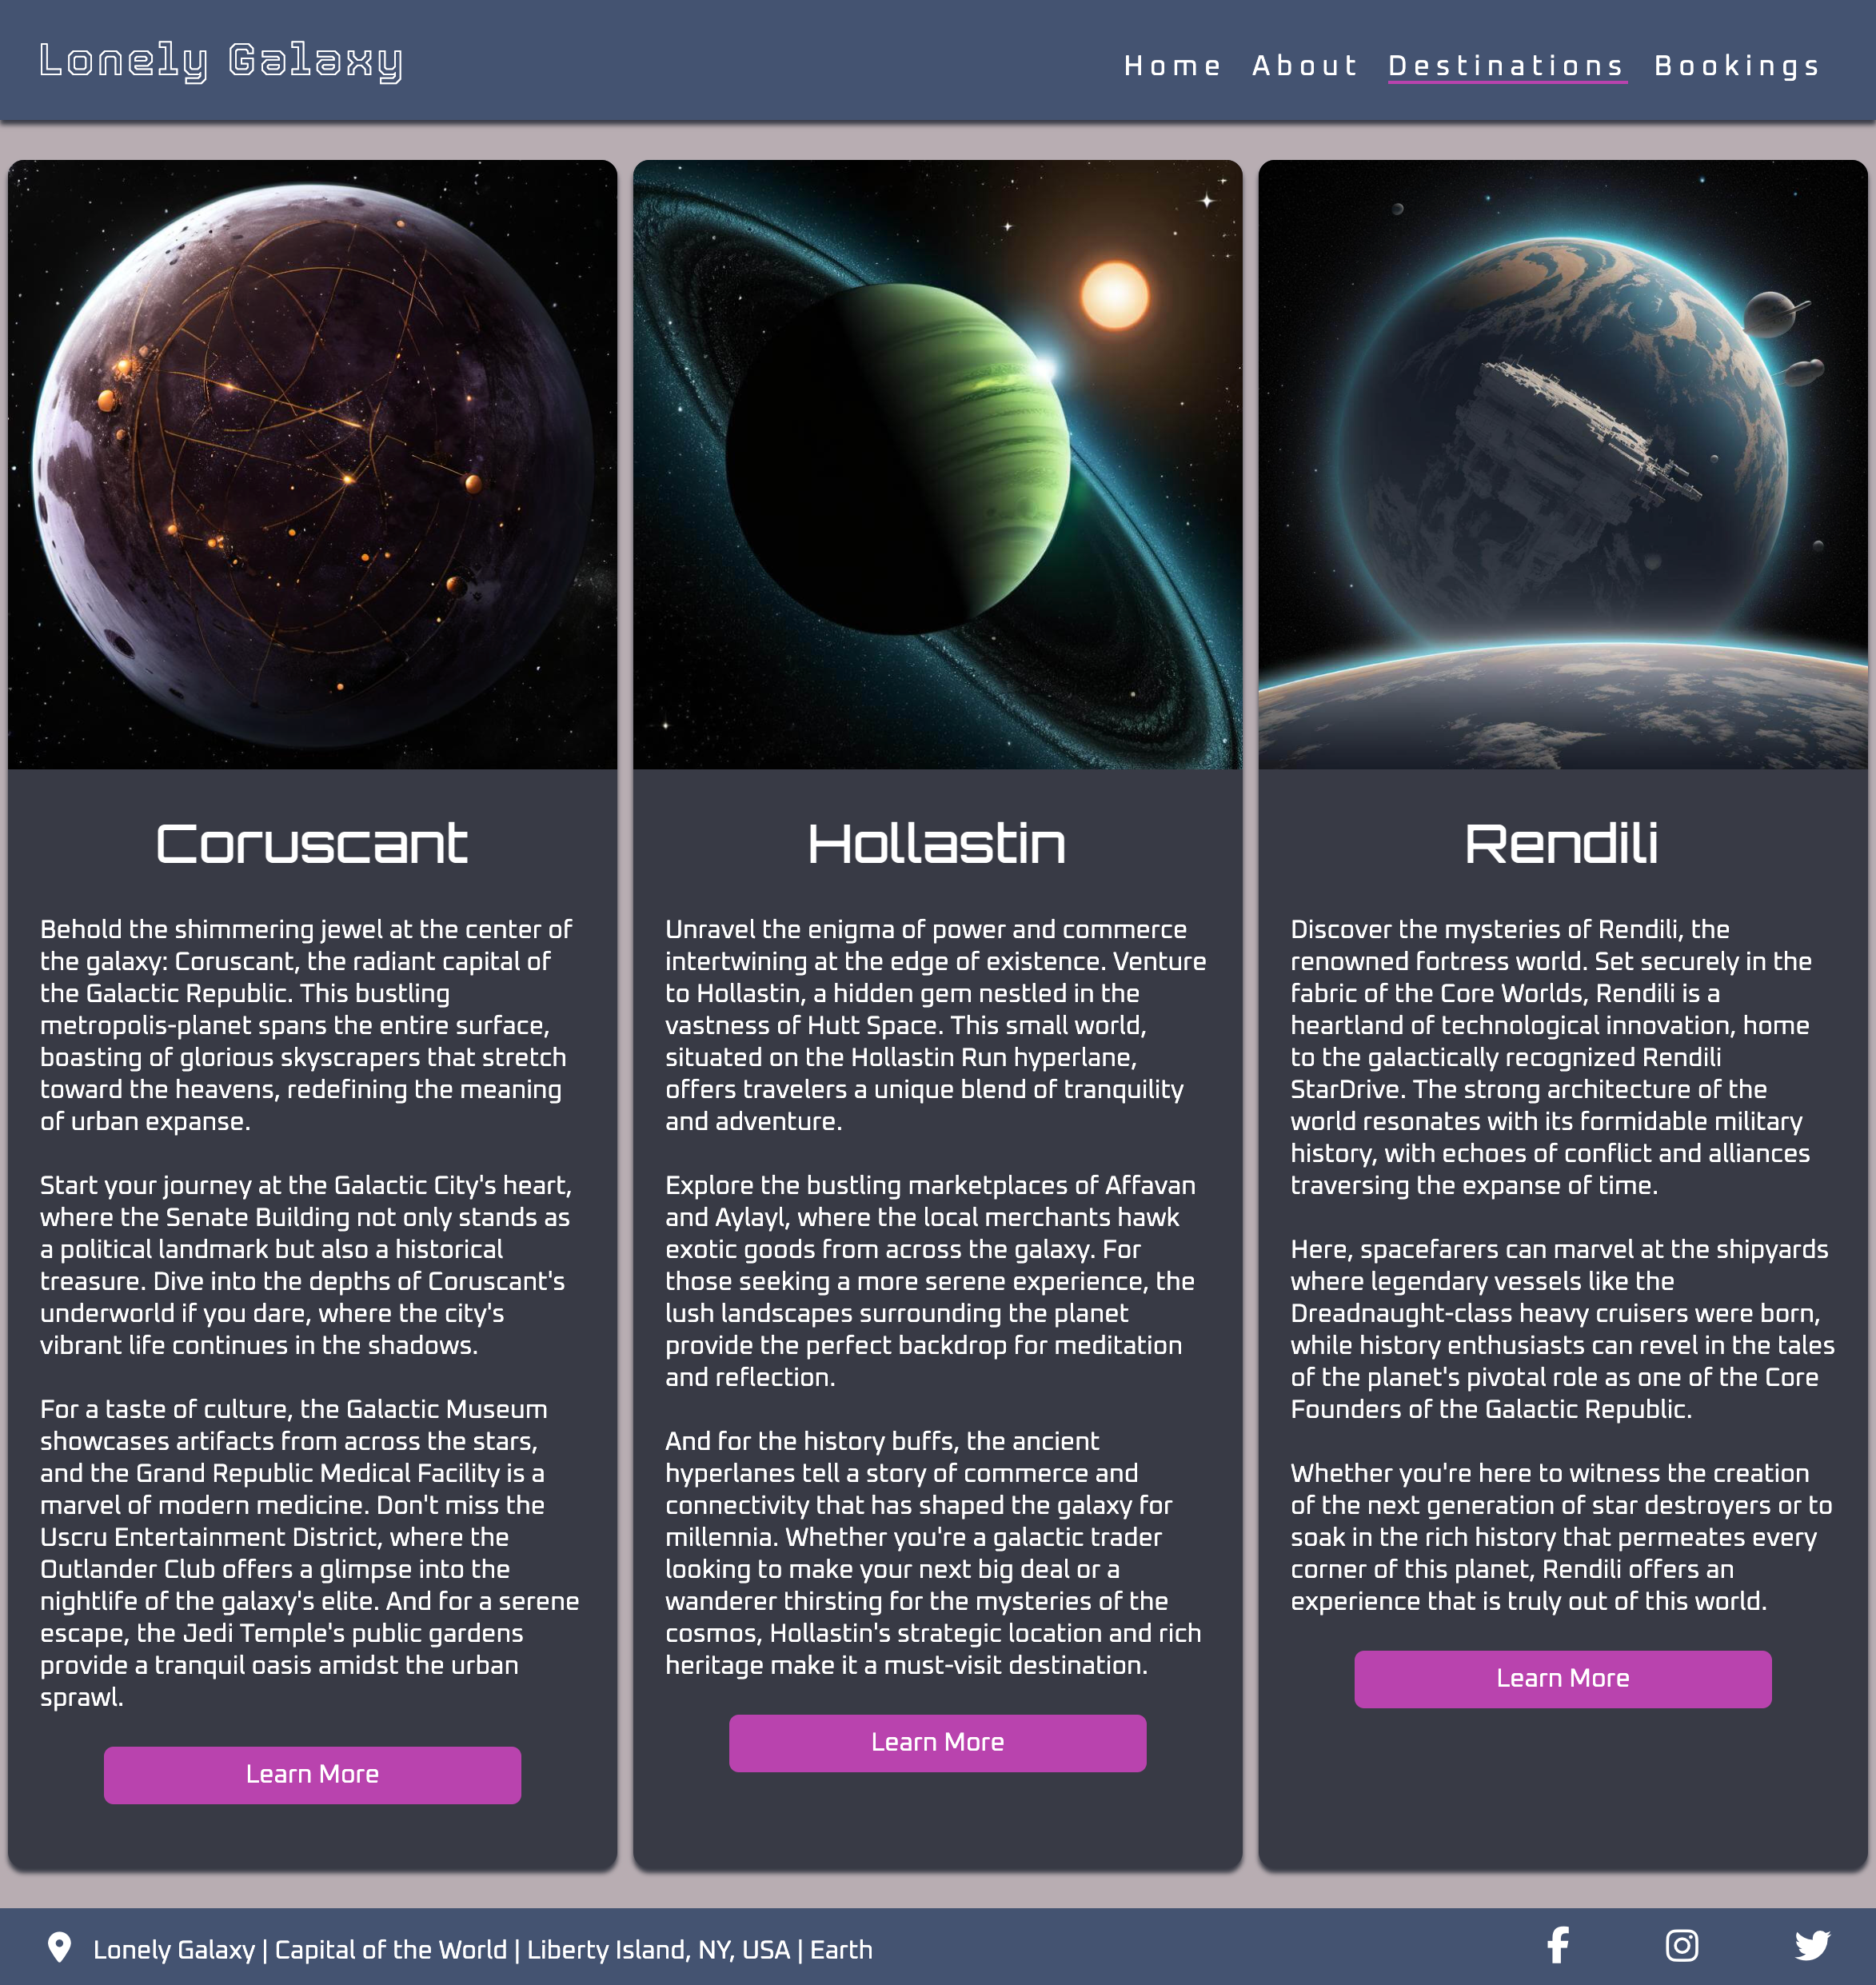 Lonely Galaxy
Home About Destinations Bookings
Coruscant
Behold the shimmering jewel at the center of
the galaxy: Coruscant, the radiant capital of
the Galactic Republic. This bustling
metropolis-planet spans the entire surface,
boasting of glorious skyscrapers that stretch
toward the heavens, redefining the meaning
of urban expanse.
Start your journey at the Galactic City's heart,
where the Senate Building not only stands as
a political landmark but also a historical
treasure. Dive into the depths of Coruscant's
underworld if you dare, where the city's
vibrant life continues in the shadows.
For a taste of culture, the Galactic Museum
showcases artifacts from across the stars,
and the Grand Republic Medical Facility is a
marvel of modern medicine. Don't miss the
Uscru Entertainment District, where the
Outlander Club offers a glimpse into the
nightlife of the galaxy's elite. And for a serene
escape, the Jedi Temple's public gardens
provide a tranquil oasis amidst the urban
sprawl.
Learn More
Hollastin
Unravel the enigma of power and commerce
intertwining at the edge of existence. Venture
to Hollastin, a hidden gem nestled in the
vastness of Hutt Space. This small world,
situated on the Hollastin Run hyperlane,
offers travelers a unique blend of tranquility
and adventure.
Explore the bustling marketplaces of Affavan
and Aylayl, where the local merchants hawk
exotic goods from across the galaxy. For
those seeking a more serene experience, the
lush landscapes surrounding the planet
provide the perfect backdrop for meditation
and reflection.
And for the history buffs, the ancient
hyperlanes tell a story of commerce and
connectivity that has shaped the galaxy for
millennia. Whether you're a galactic trader
looking to make your next big deal or a
wanderer thirsting for the mysteries of the
cosmos, Hollastin's strategic location and rich
heritage make it a must-visit destination.
Learn More
Rendili
Discover the mysteries of Rendili, the
renowned fortress world. Set securely in the
fabric of the Core Worlds, Rendili is a
heartland of technological innovation, home
to the galactically recognized Rendili
StarDrive. The strong architecture of the
world resonates with its formidable military
history, with echoes of conflict and alliances
traversing the expanse of time.
Here, spacefarers can marvel at the shipyards
where legendary vessels like the
Dreadnaught-class heavy cruisers were born,
while history enthusiasts can revel in the tales
of the planet's pivotal role as one of the Core
Founders of the Galactic Republic.
Whether you're here to witness the creation
of the next generation of star destroyers or to
soak in the rich history that permeates every
corner of this planet, Rendili offers an
experience that is truly out of this world.
Learn More
Lonely Galaxy | Capital of the World | Liberty Island, NY, USA | Earth